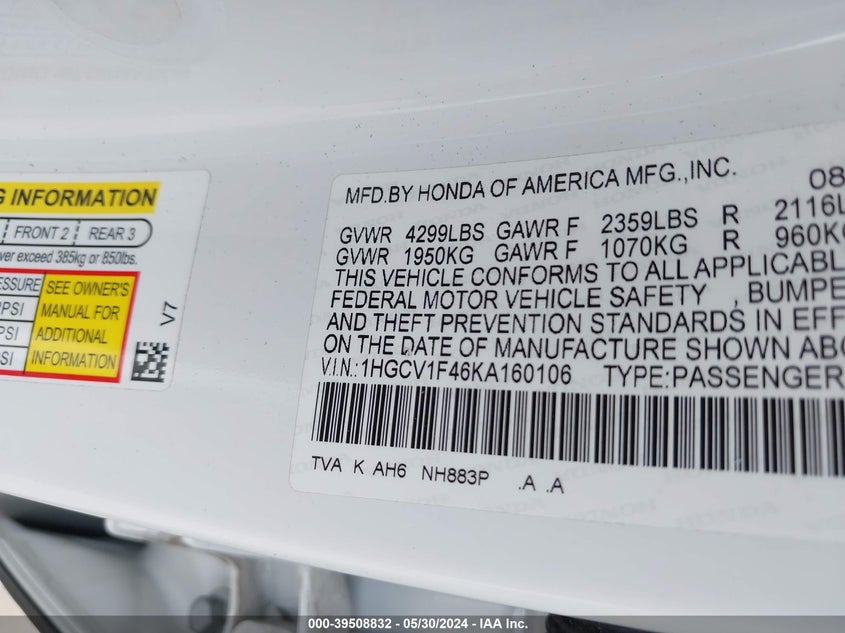 G INFORMATION
FRONT 2 REAR 3
ver exceed 385kg or 850lbs.
ESSURE
PSI
PSI
SI
SEE OWNER'S
MANUAL FOR
ADDITIONAL
INFORMATION
V7
MFD.BY HONDA OF AMERICA MFG.,INC. 08
GVWR 4299LBS GAWR F 2359LBS R 2116L
GVWR 1950KG GAWR F 1070KG R 960KG
THIS VEHICLE CONFORMS TO ALL APPLICABL
FEDERAL MOTOR VEHICLE SAFETY , BUMPE
AND THEFT PREVENTION STANDARDS IN EFF
ON THE DATE OF MANUFACTURE SHOWN ABO
V.I.N.:1HGCV1F46KA160106 TYPE:PASSENGER
TVA K AH6 NH883P .A .A
000-39508832 - 05/30/2024 - IAA Inc.